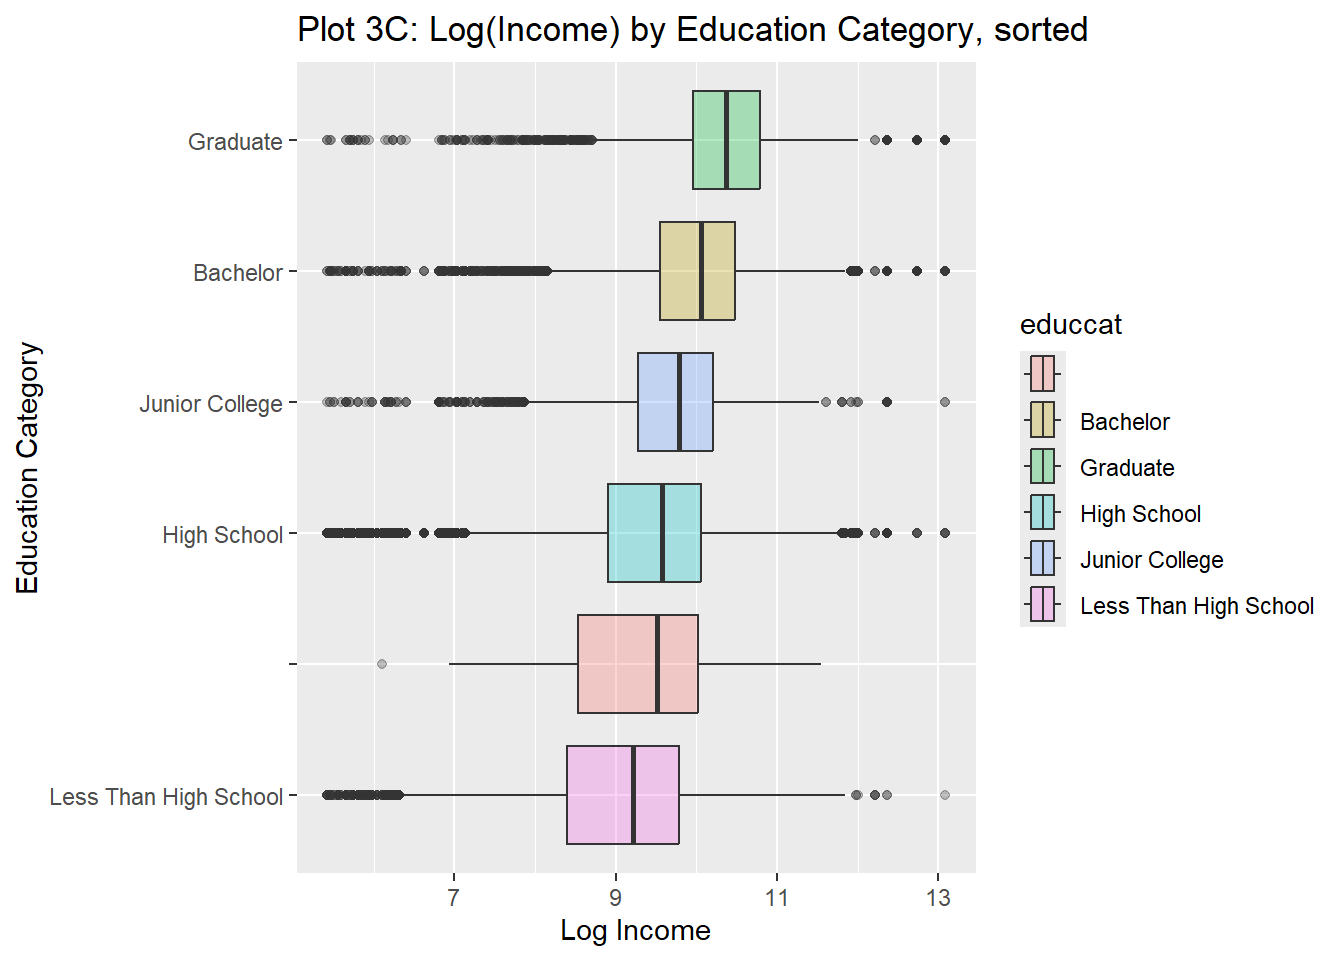 Plot 3C: Log(Income) by Education Category, sorted
Graduate
Bachelor
Junior College
High School
Less Than High School
Education Category
7 9 11 13
Log Income
educcat
Bachelor
Graduate
High School
Junior College
Less Than High School